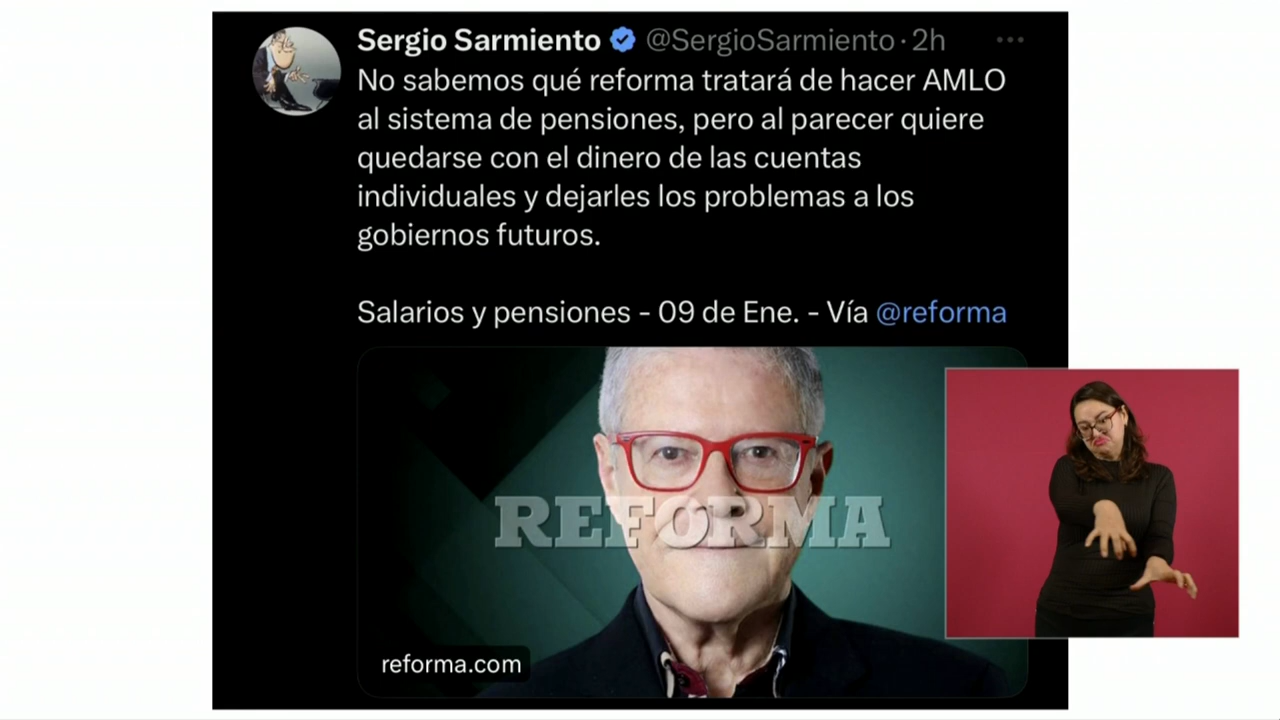 Sergio Sarmiento @SergioSarmiento · 2h
No sabemos qué reforma tratará de hacer AMLO
al sistema de pensiones, pero al parecer quiere
quedarse con el dinero de las cuentas
individuales y dejarles los problemas a los
gobiernos futuros.
Salarios y pensiones - 09 de Ene. - Vía @reforma
REFORMA
reforma.com